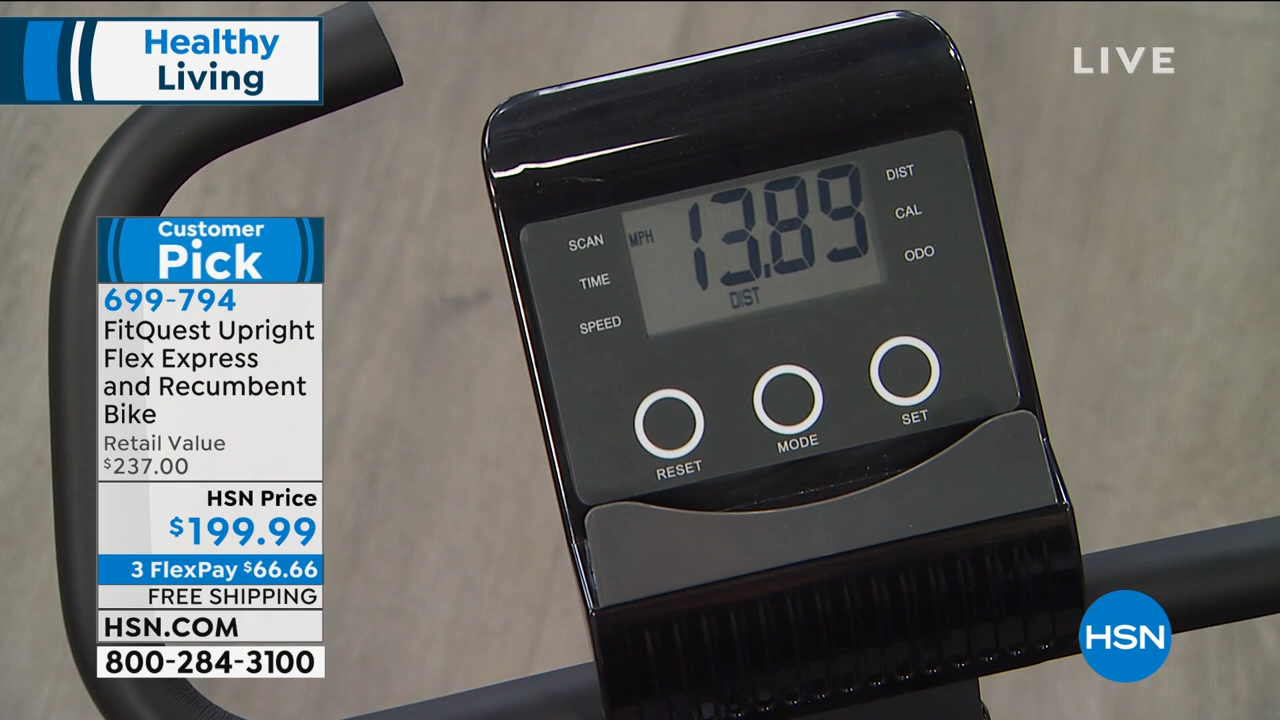 Healthy
Living
LIVE
Customer
Pick
699-794
FitQuest Upright
Flex Express
and Recumbent
Bike
Retail Value
$237.00
HSN Price
$199.99
3 FlexPay $66.66
FREE SHIPPING
HSN.COM
800-284-3100
SCAN
TIME
SPEED
MPH
13.89
DIST
DIST
CAL
ODO
RESET
MODE
SET
HSN